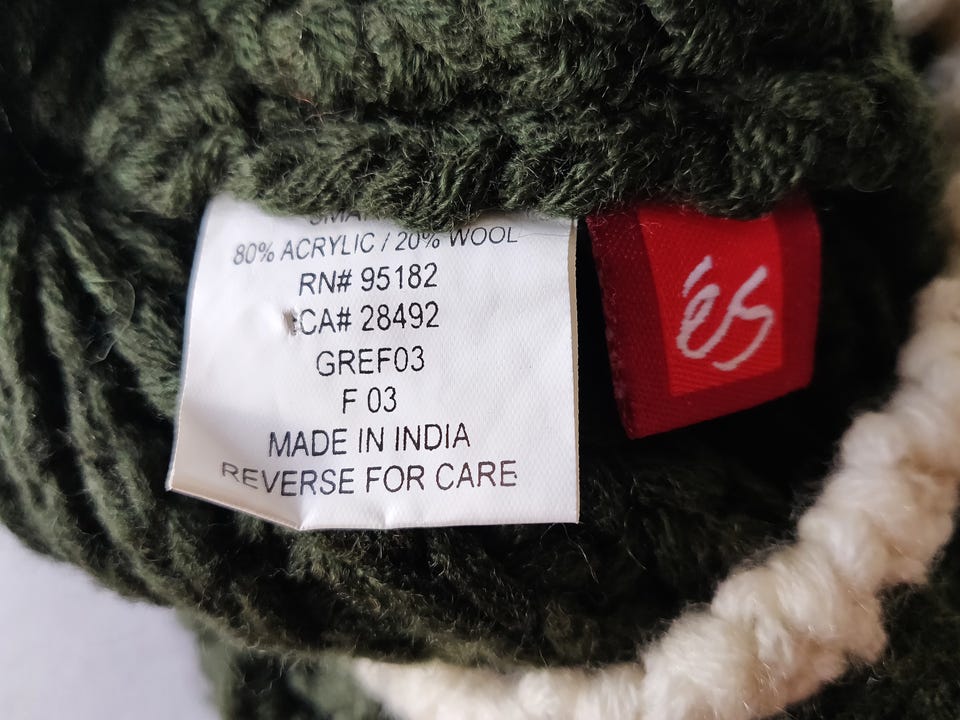 80% ACRYLIC / 20% WOOL
RN# 95182
CA# 28492
GREF03
F 03
MADE IN INDIA
REVERSE FOR CARE
éS